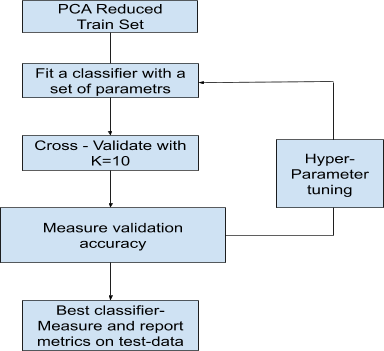 PCA Reduced
Train Set
Fit a classifier with a
set of parametrs
Cross - Validate with
K=10
Hyper-
Parameter
tuning
Measure validation
accuracy
Best classifier-
Measure and report
metrics on test-data